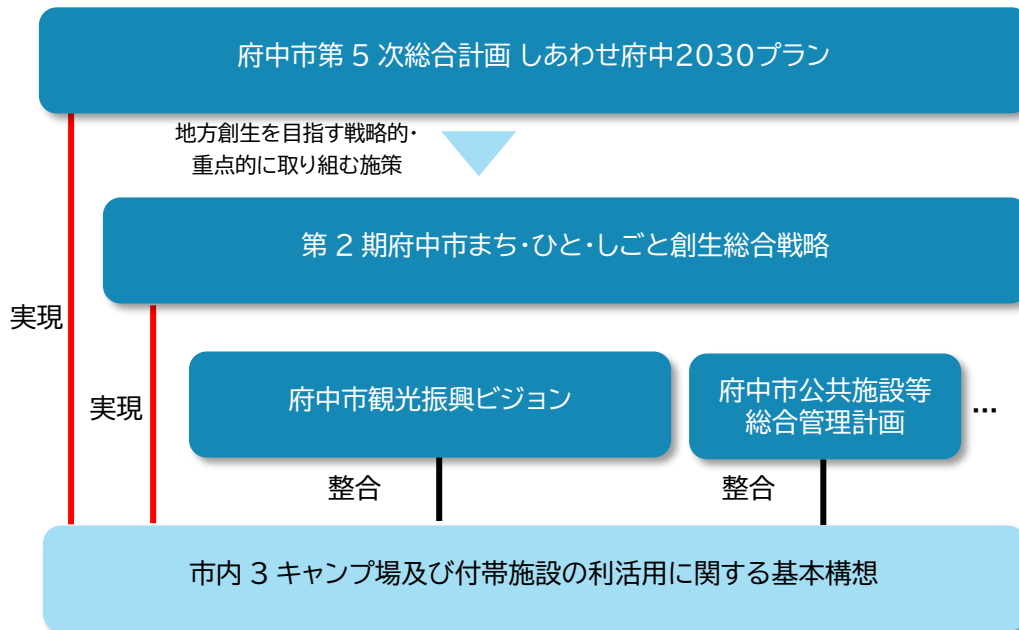 府中市第5次総合計画 しあわせ府中2030プラン
地方創生を目指す戦略的・
重点的に取り組む施策
第2期府中市まち・ひと・しごと創生総合戦略
実現
実現
府中市観光振興ビジョン
府中市公共施設等
総合管理計画
…
整合
整合
市内3キャンプ場及び付帯施設の利活用に関する基本構想